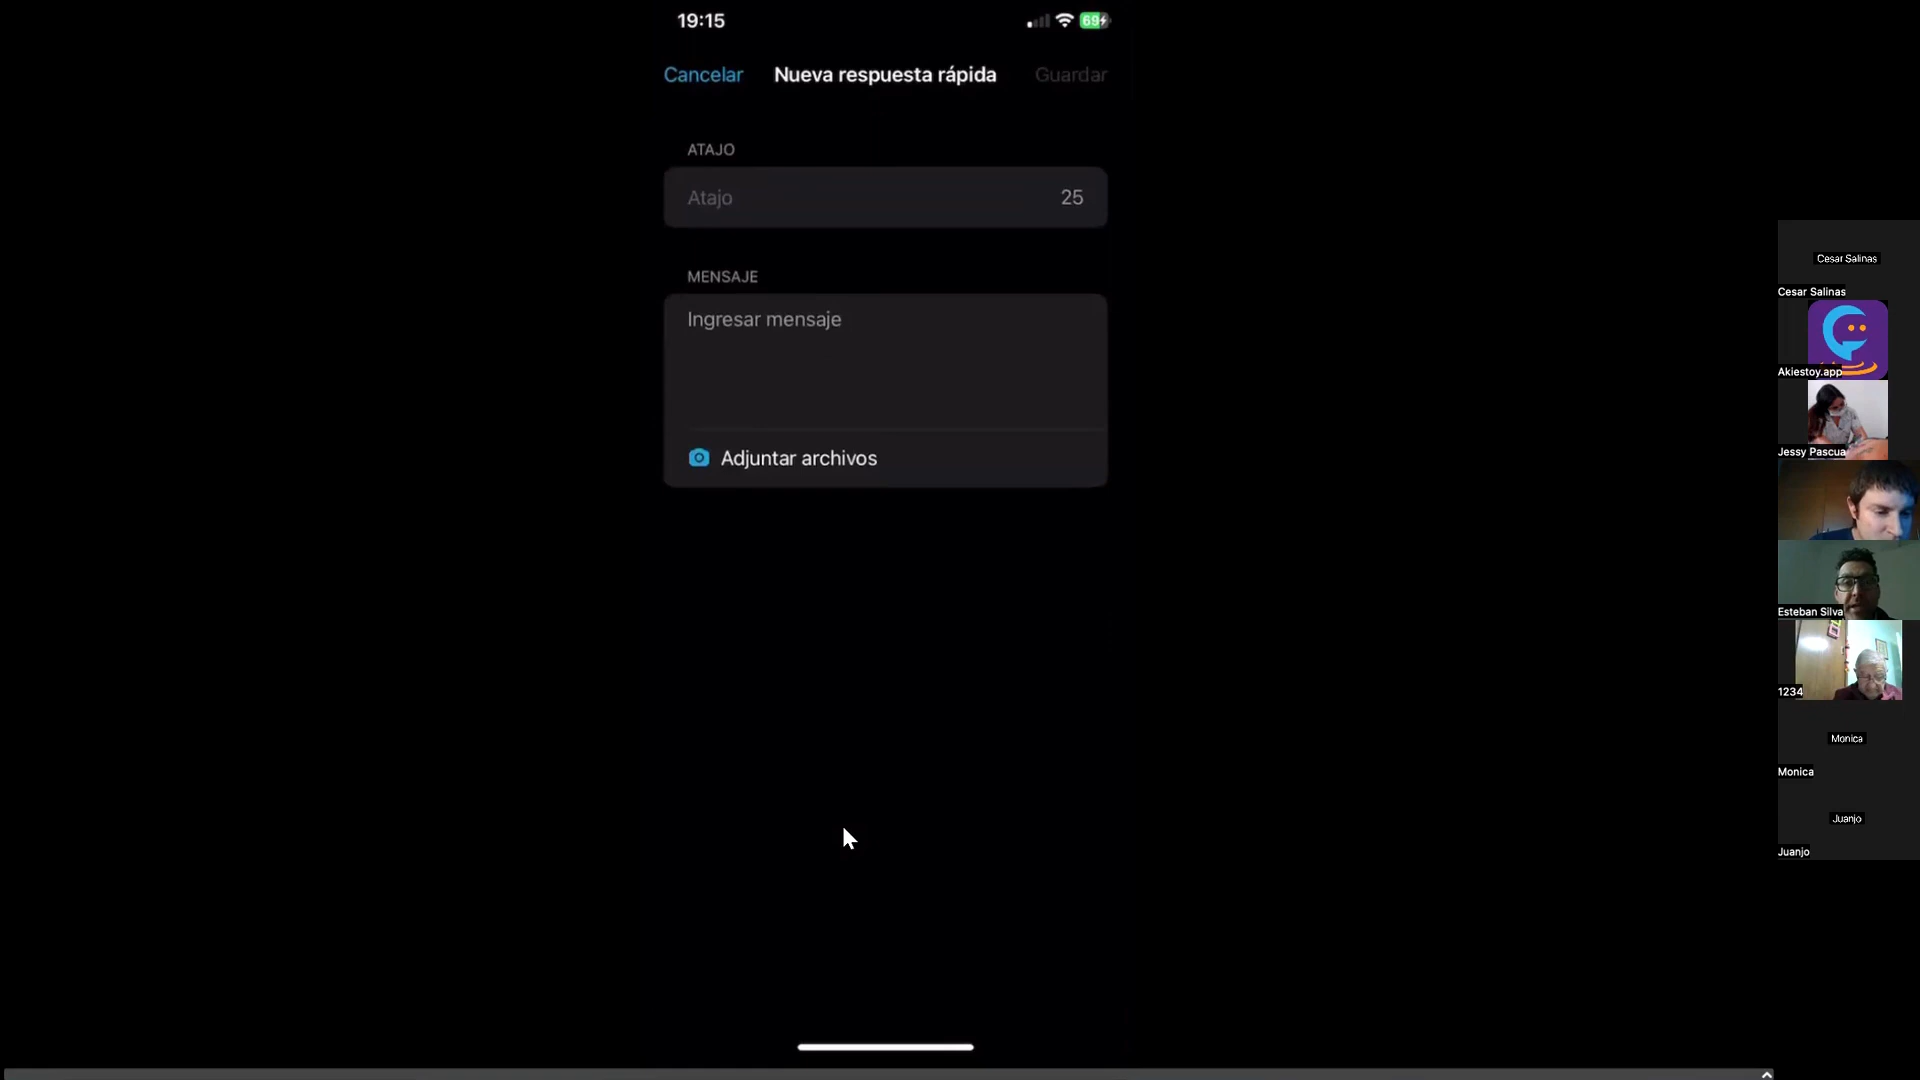 19:15
69
Cancelar
Nueva respuesta rápida
Guardar
ATAJO
Atajo
25
MENSAJE
Ingresar mensaje
Adjuntar archivos
Cesar Salinas
Cesar Salinas
Akiestoy.app
Jessy Pascua
Esteban Silva
1234
Monica
Monica
Juanjo
Juanjo